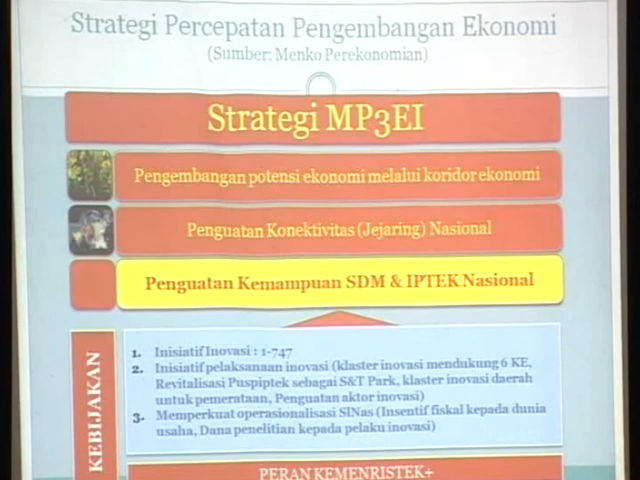 Strategi Percepatan Pengembangan Ekonomi
(Sumber: Menko Perekonomian)
Strategi MP3EI
Pengembangan potensi ekonomi melalui koridor ekonomi
Penguatan Konektivitas (Jejaring) Nasional
Penguatan Kemampuan SDM & IPTEK Nasional
KEBIJAKAN
1. Inisiatif Inovasi : 1-747
2. Inisiatif pelaksanaan inovasi (klaster inovasi mendukung 6 KE,
Revitalisasi Puspiptek sebagai S&T Park, klaster inovasi daerah
untuk pemerataan, Penguatan aktor inovasi)
3. Memperkuat operasionalisasi SINas (Insentif fiskal kepada dunia
usaha, Dana penelitian kepada pelaku inovasi)
PERAN KEMENRISTEK+